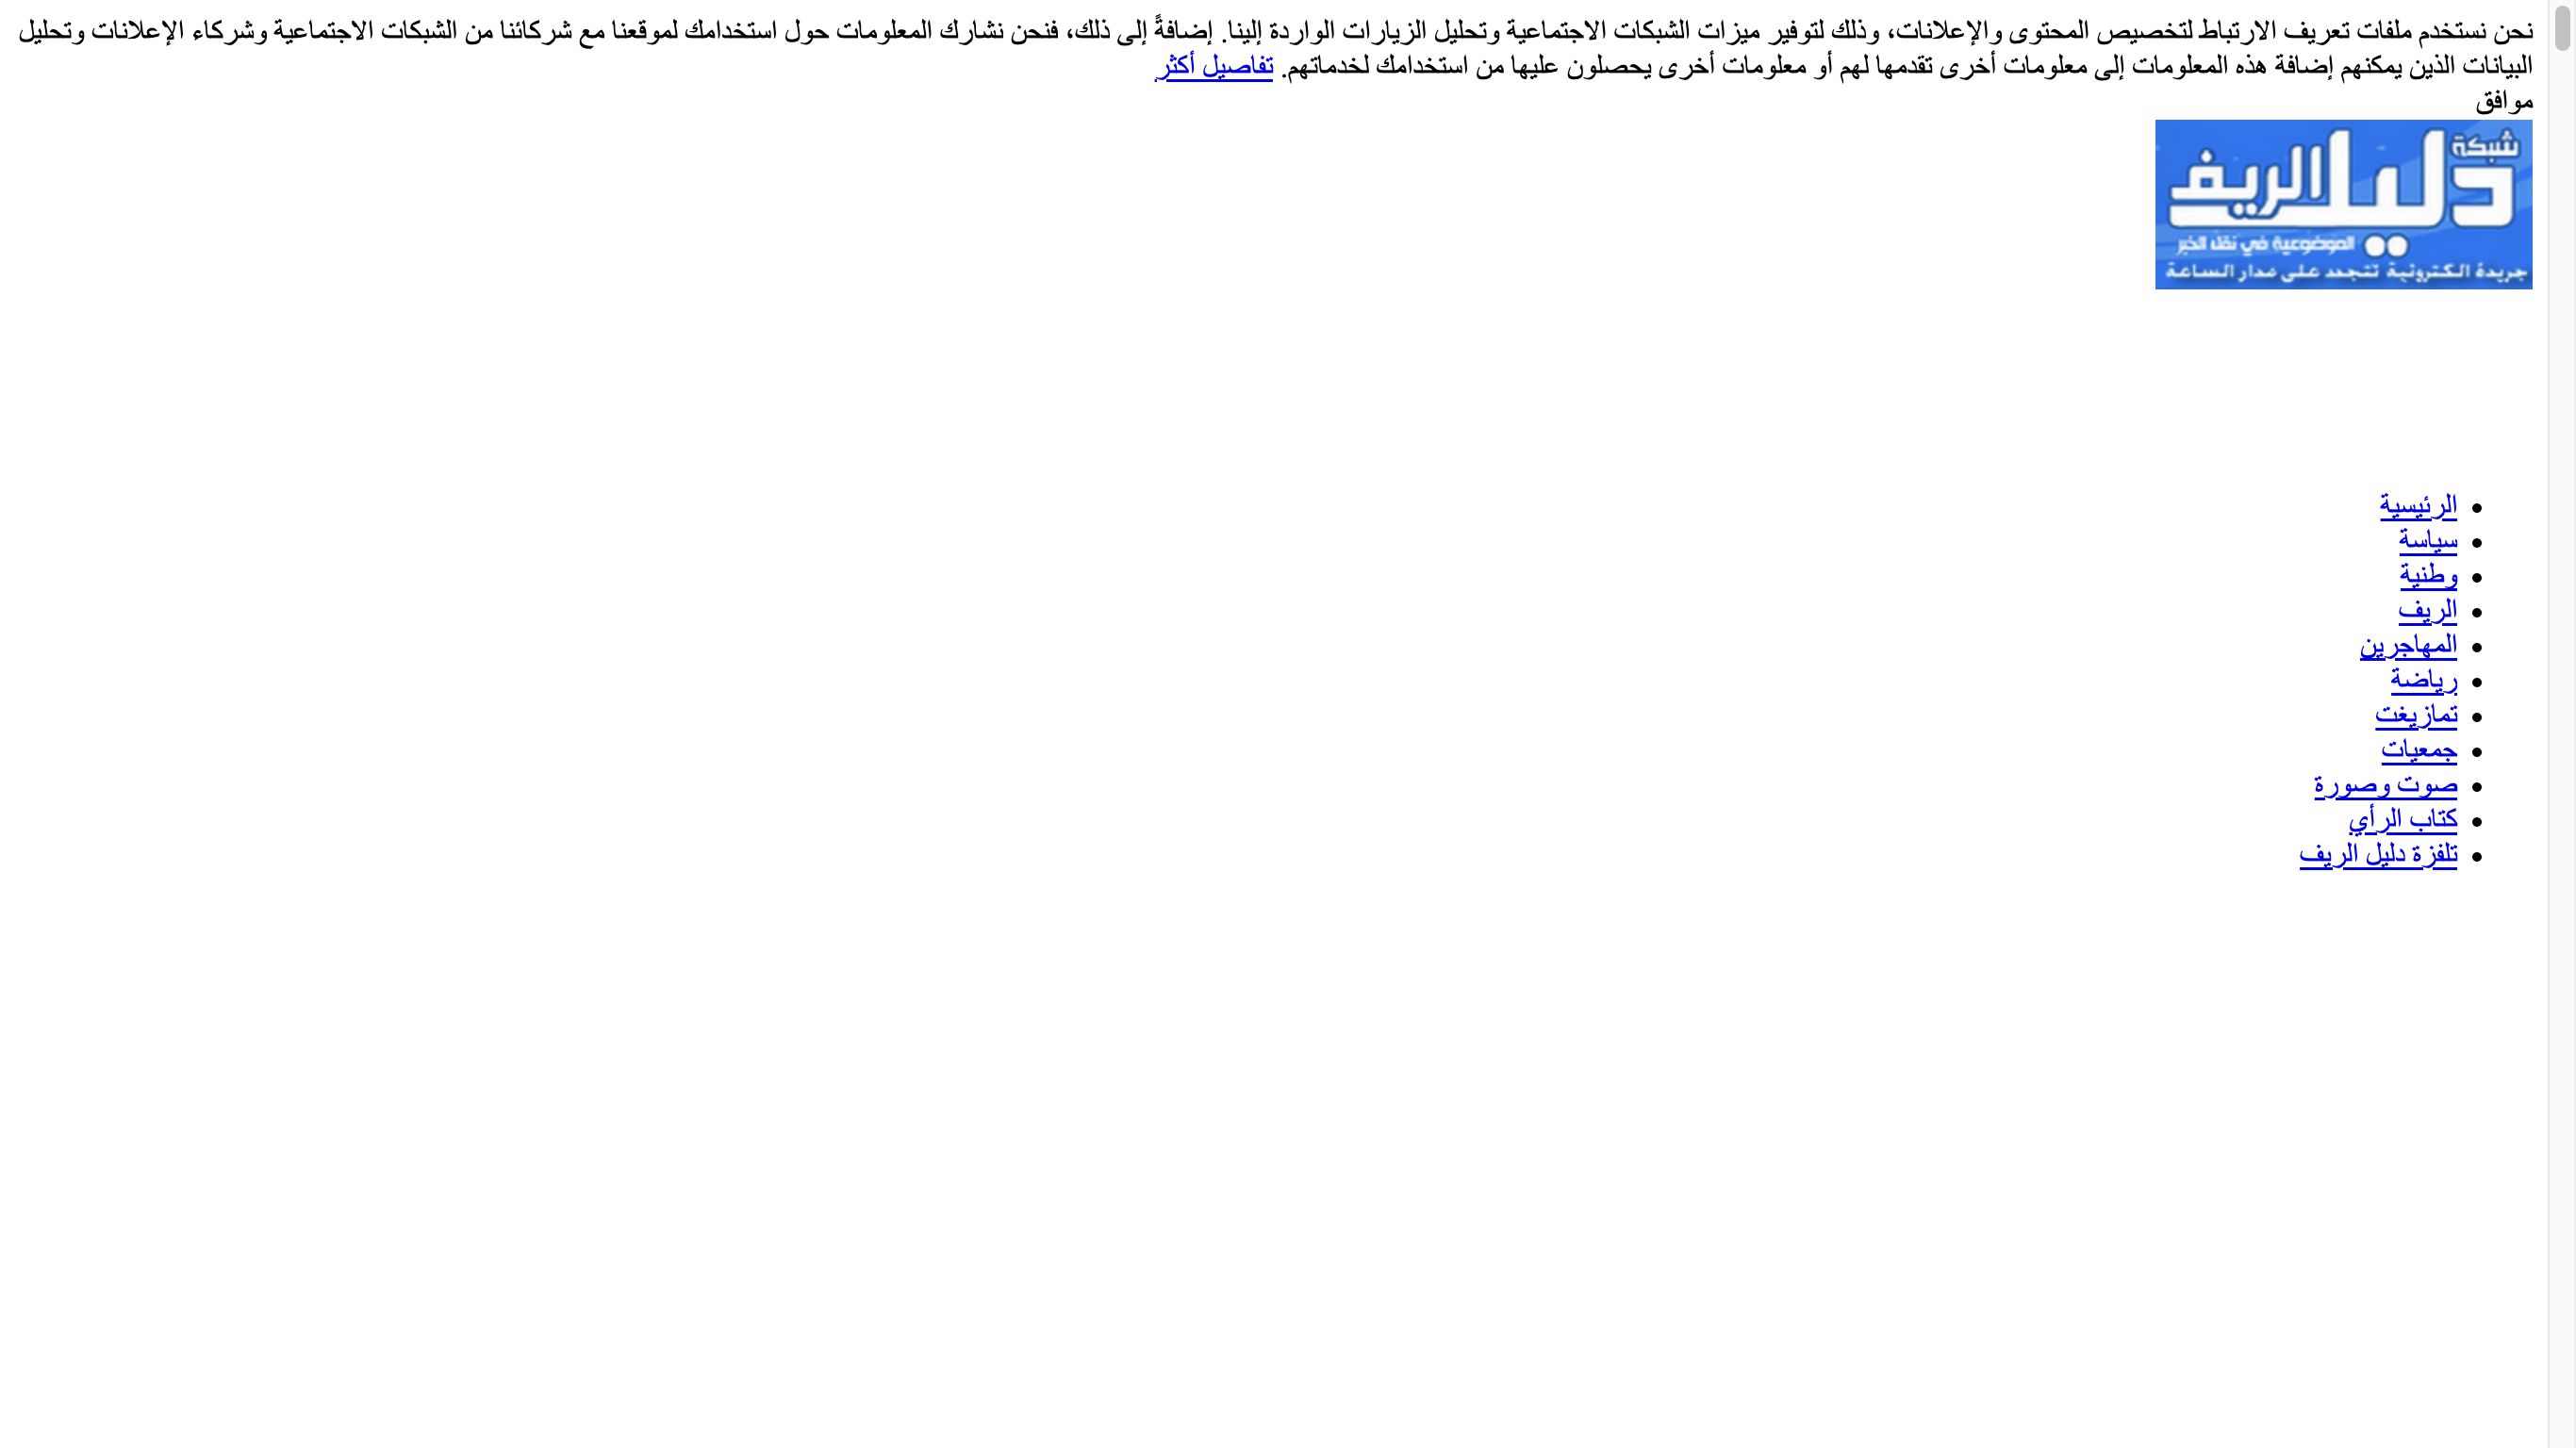 نحن نستخدم ملفات تعريف الارتباط لتخصيص المحتوى والإعلانات، وذلك لتوفير ميزات الشبكات الاجتماعية وتحليل الزيارات الواردة إلينا. إضافةً إلى ذلك، فنحن نشارك المعلومات حول استخدامك لموقعنا مع شركائنا من الشبكات الاجتماعية وشركاء الإعلانات وتحليل
البيانات الذين يمكنهم إضافة هذه المعلومات إلى معلومات أخرى تقدمها لهم أو معلومات أخرى يحصلون عليها من استخدامك لخدماتهم. تفاصيل أكثر
موافق
شبكة
دليل الريف
الموضوعية في نقل الخبر
جريدة الكترونية تتجدد على مدار الساعة
الرئيسية
سياسة
وطنية
الريف
المهاجرين
رياضة
تمازيغت
جمعيات
صوت وصورة
كتاب الرأي
تلفزة دليل الريف